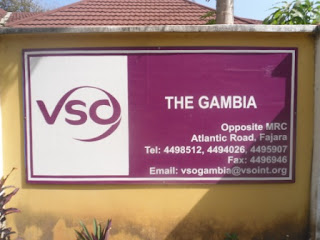 vso
THE GAMBIA
Opposite MRC
Atlantic Road, Fajara
Tel: 4498512, 4494026, 4495907
Fax: 4496946
Email: vsogambia@vsoint.org